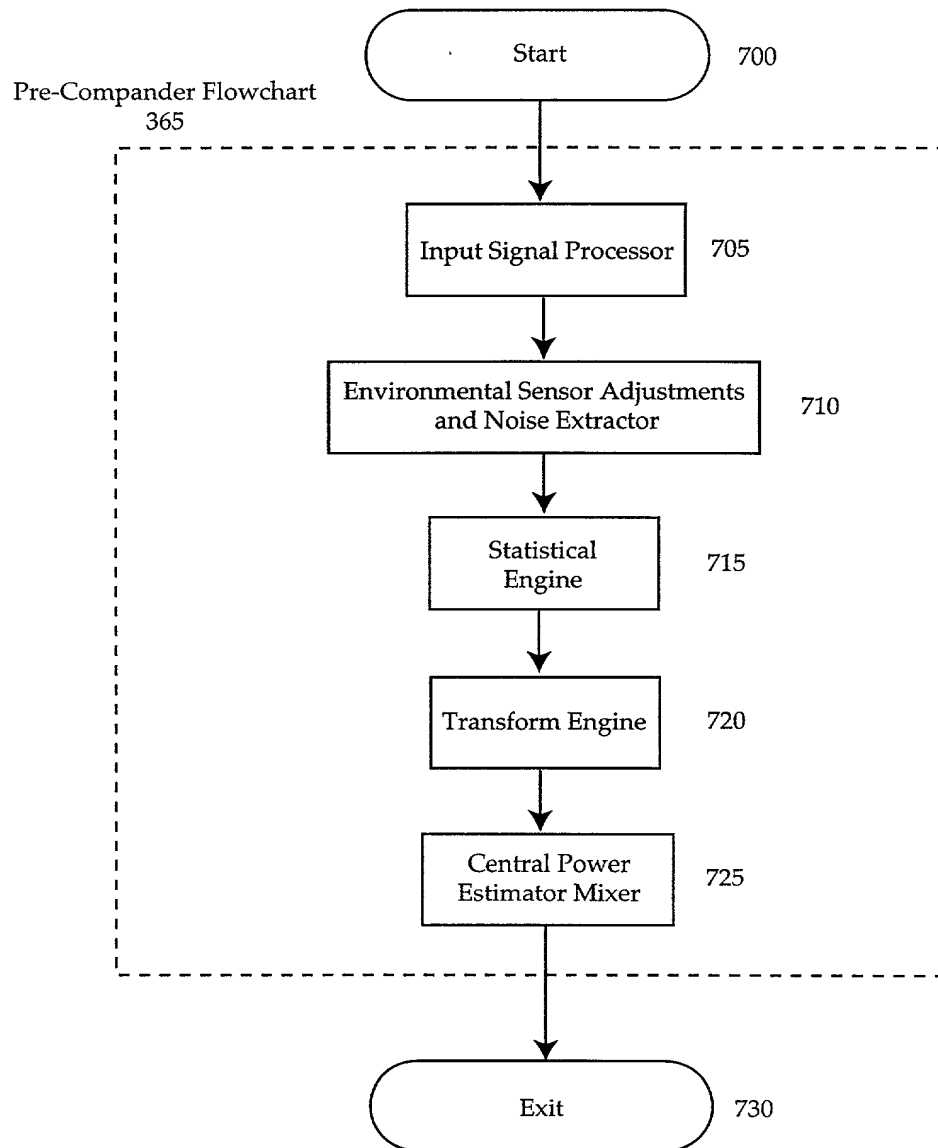 Start
700
Pre-Compander Flowchart
365
Input Signal Processor
705
Environmental Sensor Adjustments
and Noise Extractor
710
Statistical
Engine
715
Transform Engine
720
Central Power
Estimator Mixer
725
Exit
730